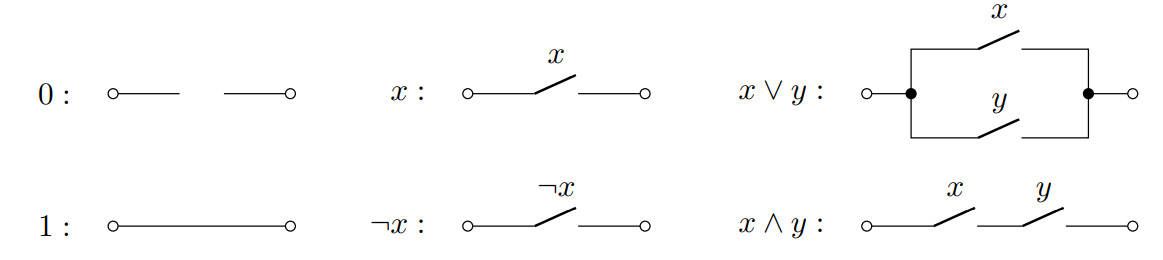 x
x
0 :
x :
x ∨ y :
y
¬x
x y
1 :
¬x :
x ∧ y :